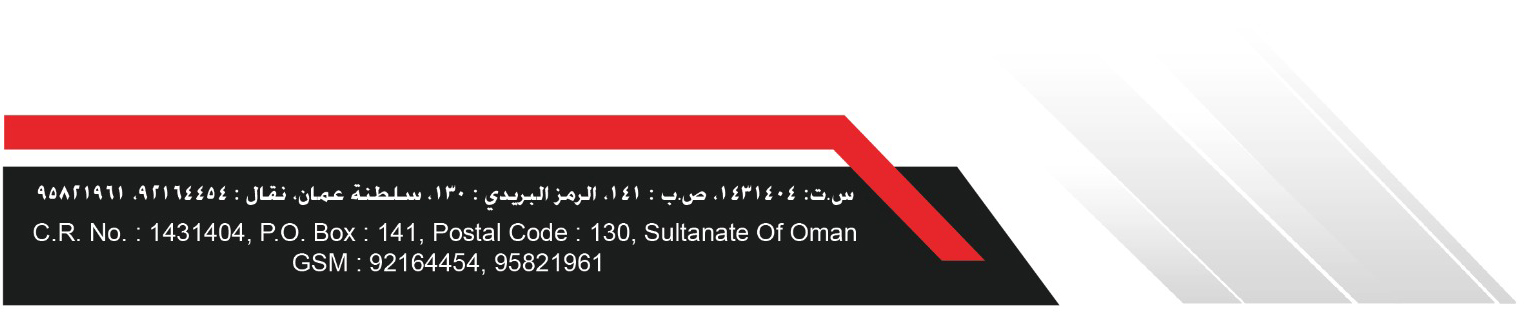 س.ت: ١٤٣١٤٠٤، ص.ب : ١٤١، الرمز البريدي : ١٣٠، سلطنة عمان، نقال : ٩٢١٦٤٤٥٤، ٩٥٨٢١٩٦١
C.R. No. : 1431404, P.O. Box : 141, Postal Code : 130, Sultanate Of Oman
GSM : 92164454, 95821961